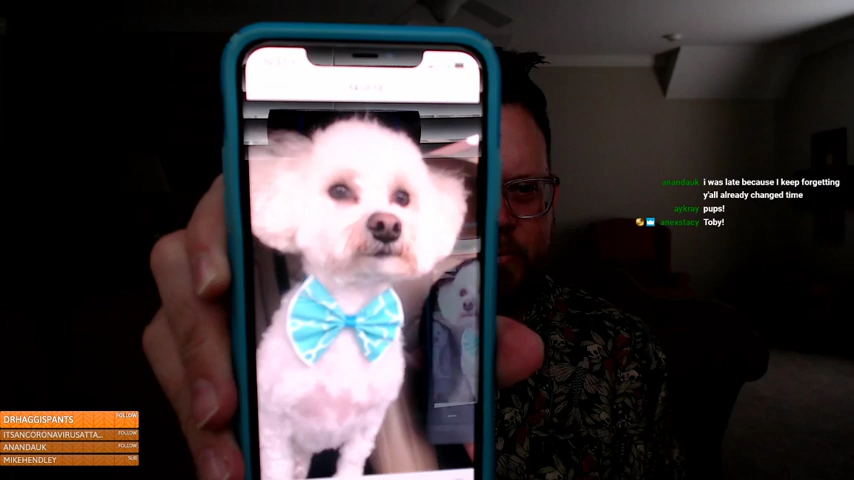 anandauk i was late because I keep forgetting
y'all already changed time
aykray pups!
anexstacy Toby!
DRHAGGISPANTS FOLLOW
ITSANCORONAVIRUSATTA... FOLLOW
ANANDAUK FOLLOW
MIKEHENDLEY SUB